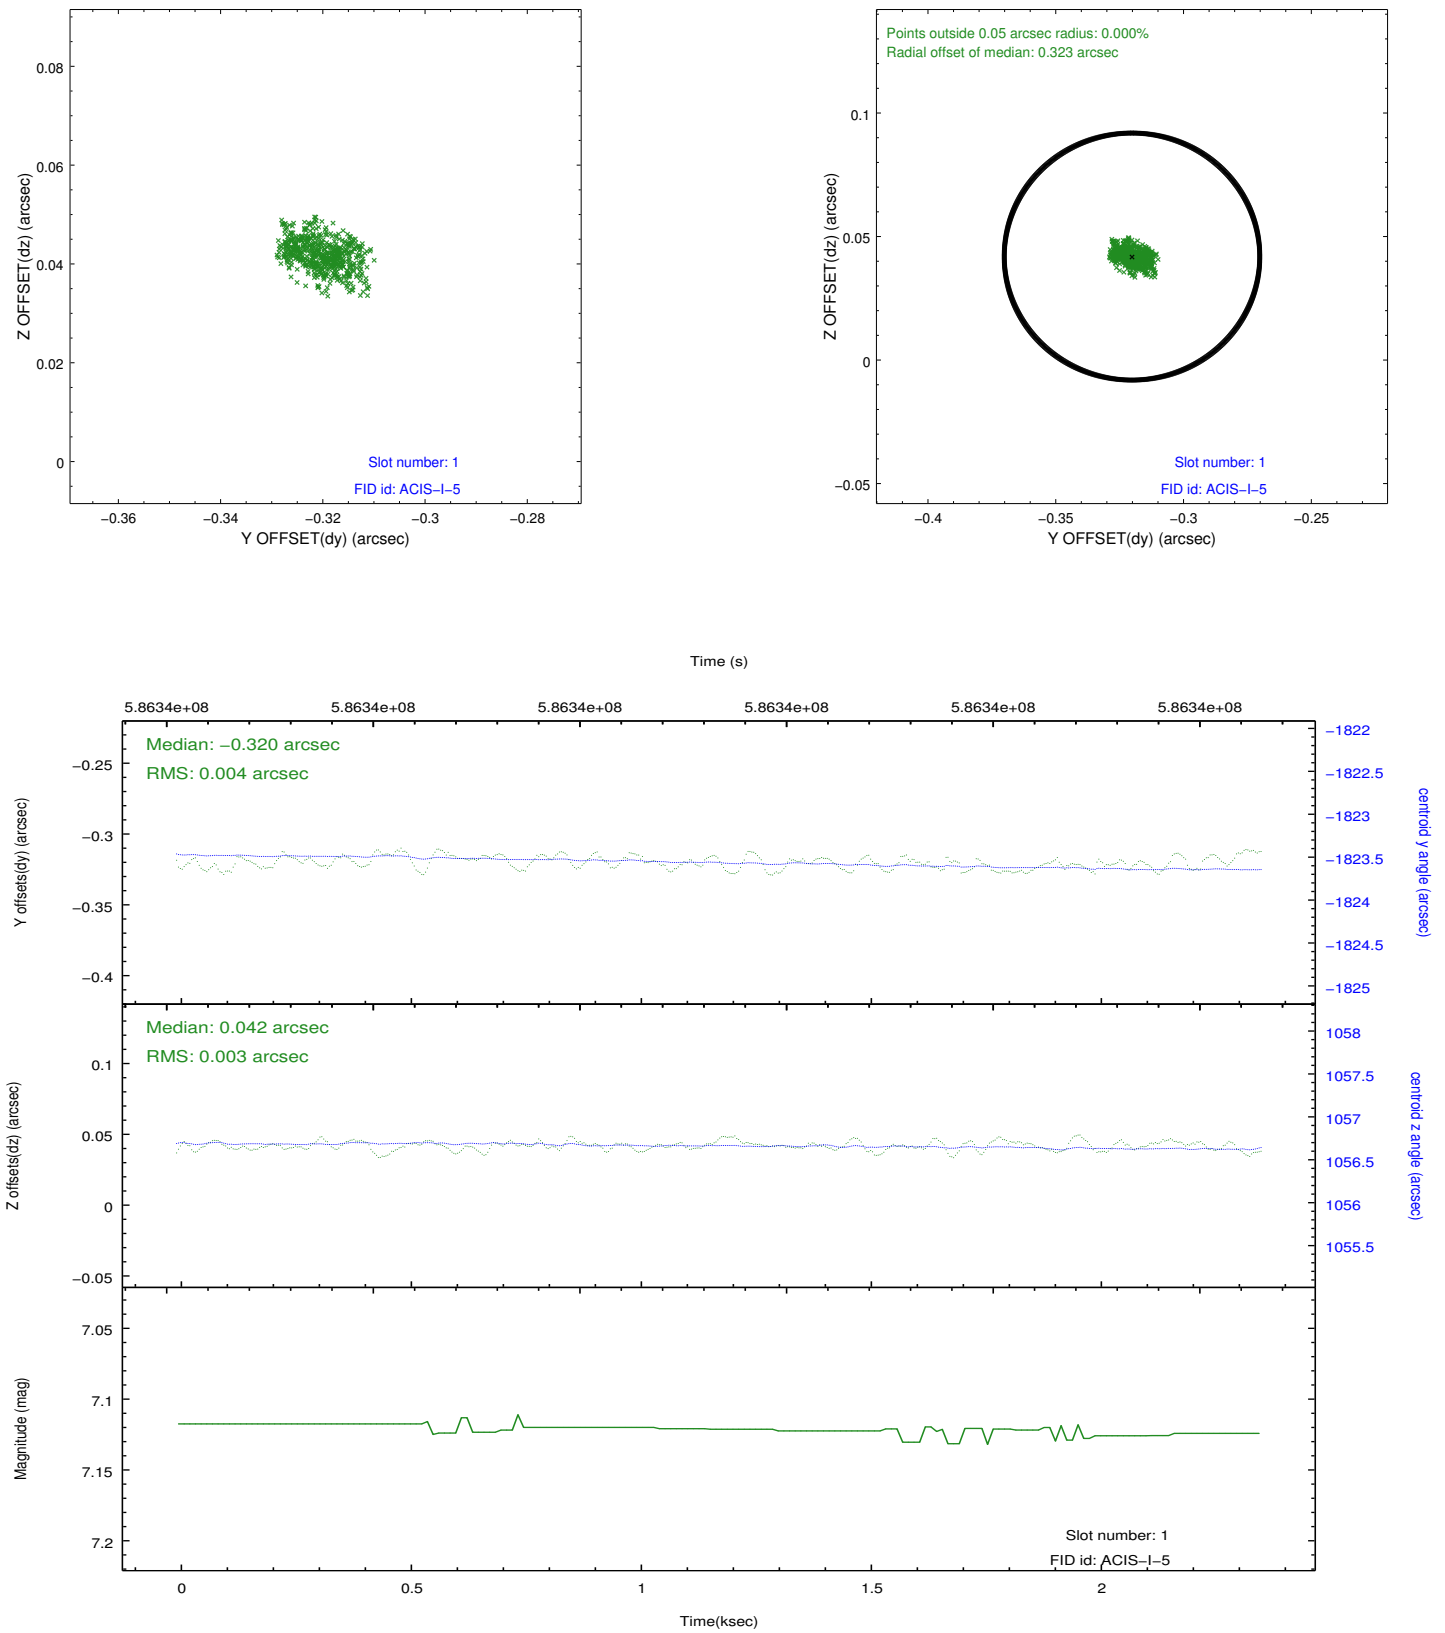 0.08
0.06
0.04
0.02
0
Z OFFSET(dz) (arcsec)
Slot number: 1
FID id: ACIS−I−5
−0.36
−0.34
−0.32
−0.3
−0.28
Y OFFSET(dy) (arcsec)
Points outside 0.05 arcsec radius: 0.000%
Radial offset of median: 0.323 arcsec
0.1
0.05
0
−0.05
Z OFFSET(dz) (arcsec)
Slot number: 1
FID id: ACIS−I−5
−0.4
−0.35
−0.3
−0.25
Y OFFSET(dy) (arcsec)
Time (s)
5.8634e+08
5.8634e+08
5.8634e+08
5.8634e+08
5.8634e+08
5.8634e+08
Median: −0.320 arcsec
RMS: 0.004 arcsec
−0.25
−0.3
−0.35
−0.4
Y offsets(dy) (arcsec)
−1822
−1822.5
−1823
−1823.5
−1824
−1824.5
−1825
centroid y angle (arcsec)
Median: 0.042 arcsec
RMS: 0.003 arcsec
0.1
0.05
0
−0.05
Z offsets(dz) (arcsec)
1058
1057.5
1057
1056.5
1056
1055.5
centroid z angle (arcsec)
7.05
7.1
7.15
7.2
Magnitude (mag)
Slot number: 1
FID id: ACIS−I−5
0
0.5
1
1.5
2
Time(ksec)